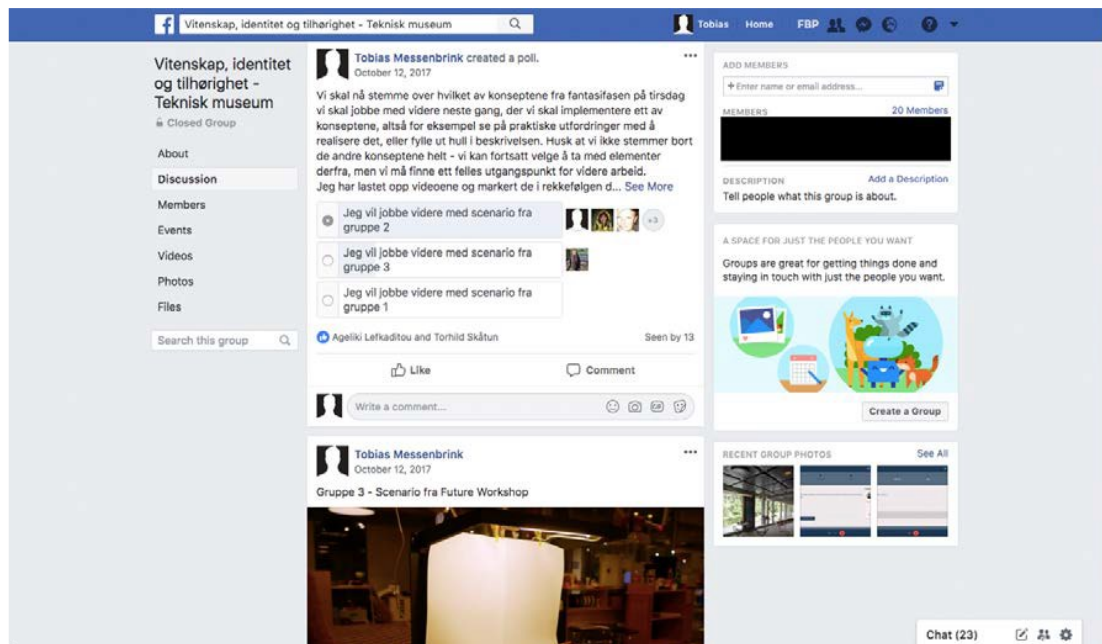 Vitenskap, identitet og tilhørighet - Teknisk museum
Tobias
Home
FBP
Vitenskap, identitet
og tilhørighet -
Teknisk museum
Closed Group
About
Discussion
Members
Events
Videos
Photos
Files
Search this group
Tobias Messenbrink created a poll.
October 12, 2017
Vi skal nå stemme over hvilket av konseptene fra fantasifasen på tirsdag
vi skal jobbe med videre neste gang, der vi skal implementere ett av
konseptene, altså for eksempel se på praktiske utfordringer med å
realisere det, eller fylle ut hull i beskrivelsen. Husk at vi ikke stemmer bort
de andre konseptene helt - vi kan fortsatt velge å ta med elementer
derfra, men vi må finne ett felles utgangspunkt for videre arbeid.
Jeg har lastet opp videoene og markert de i rekkefølgen d... See More
Jeg vil jobbe videre med scenario fra
gruppe 2
+3
Jeg vil jobbe videre med scenario fra
gruppe 3
Jeg vil jobbe videre med scenario fra
gruppe 1
Ageliki Lefkaditou and Torhild Skåtun
Seen by 13
Like
Comment
Write a comment...
GIF
Tobias Messenbrink
October 12, 2017
Gruppe 3 - Scenario fra Future Workshop
ADD MEMBERS
+ Enter name or email address...
MEMBERS
20 Members
DESCRIPTION
Add a Description
Tell people what this group is about.
A SPACE FOR JUST THE PEOPLE YOU WANT
Groups are great for getting things done and
staying in touch with just the people you want.
Create a Group
RECENT GROUP PHOTOS
See All
Chat (23)